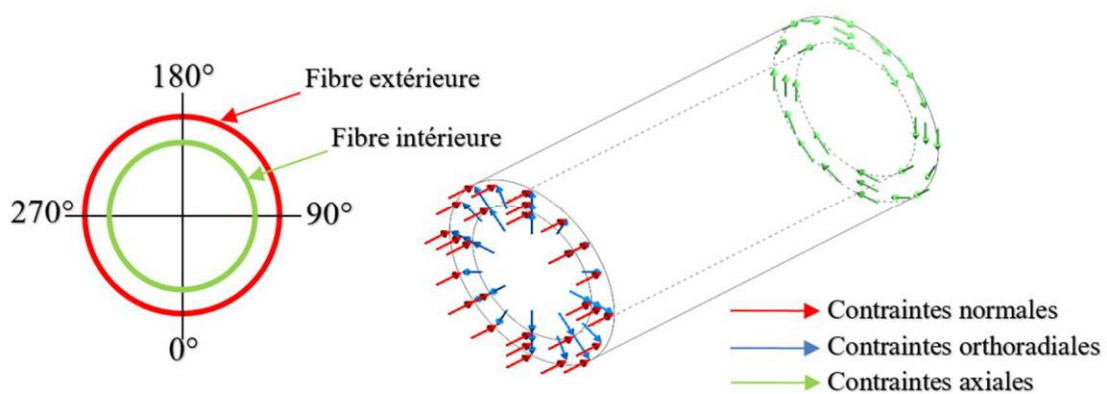 180°
Fibre extérieure
Fibre intérieure
270°
90°
0°
Contraintes normales
Contraintes orthoradiales
Contraintes axiales